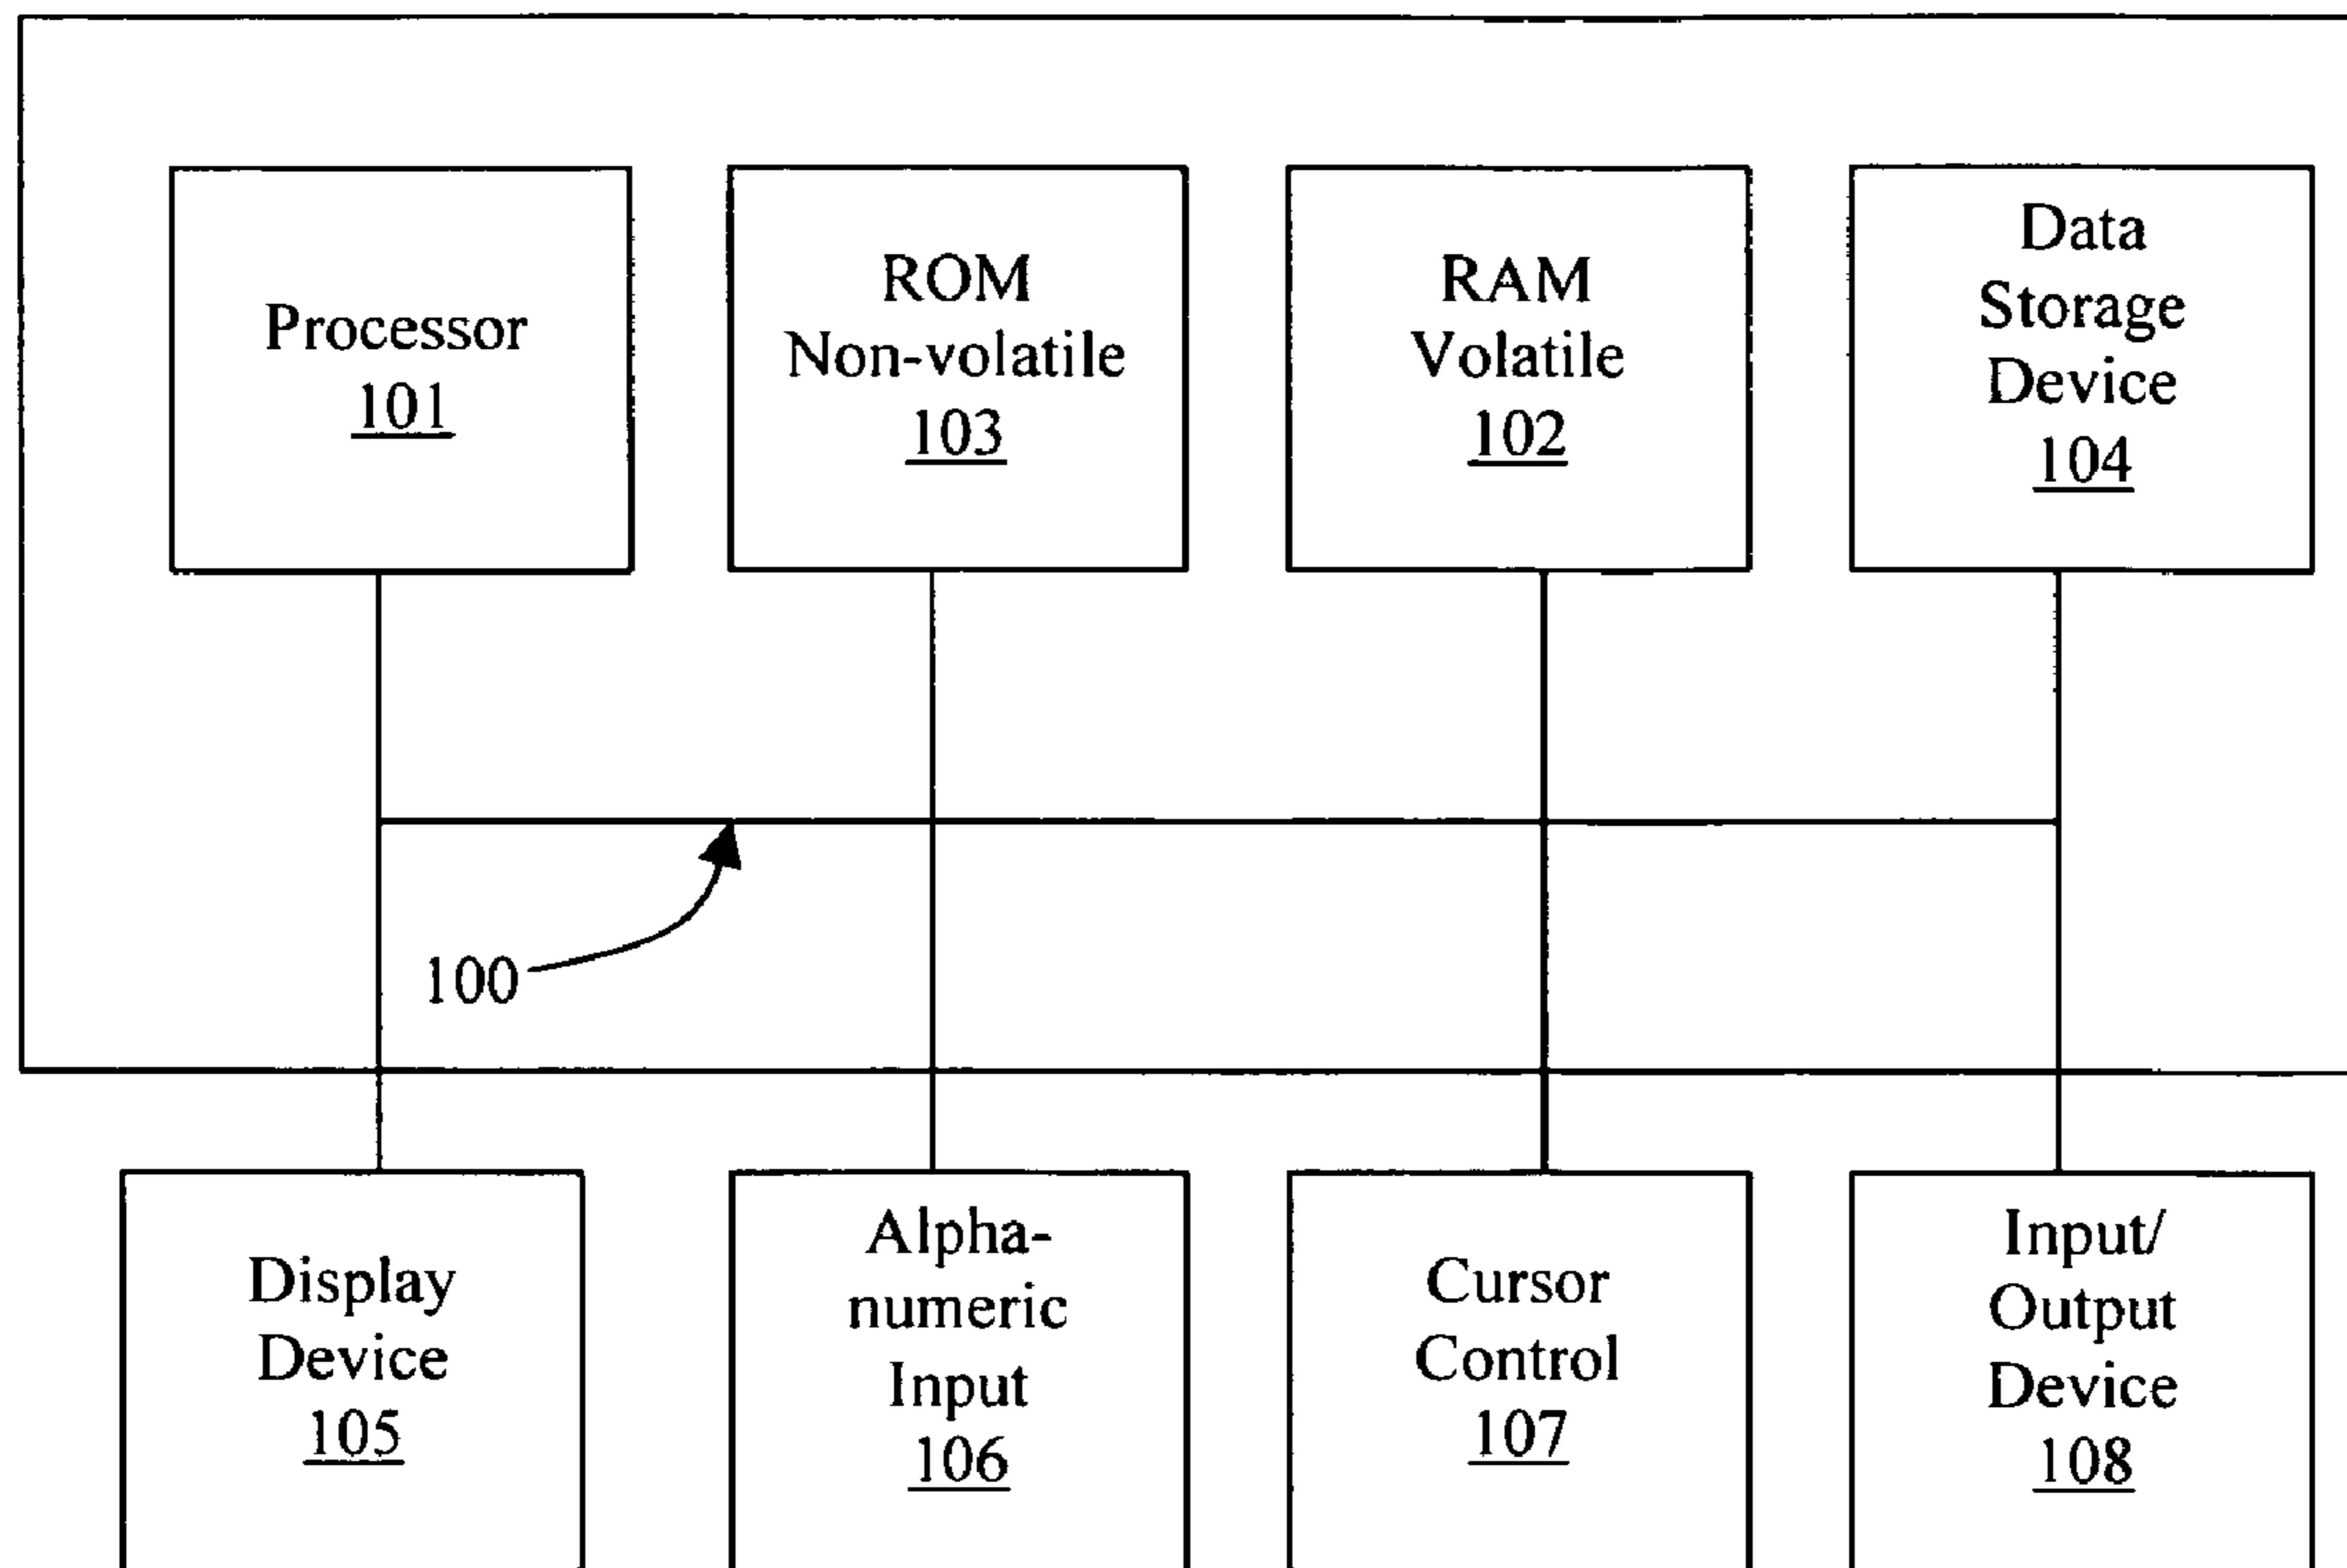 Processor
101
ROM
Non-volatile
103
RAM
Volatile
102
Data
Storage
Device
104
100
Display
Device
105
Alpha-
numeric
Input
106
Cursor
Control
107
Input/
Output
Device
108